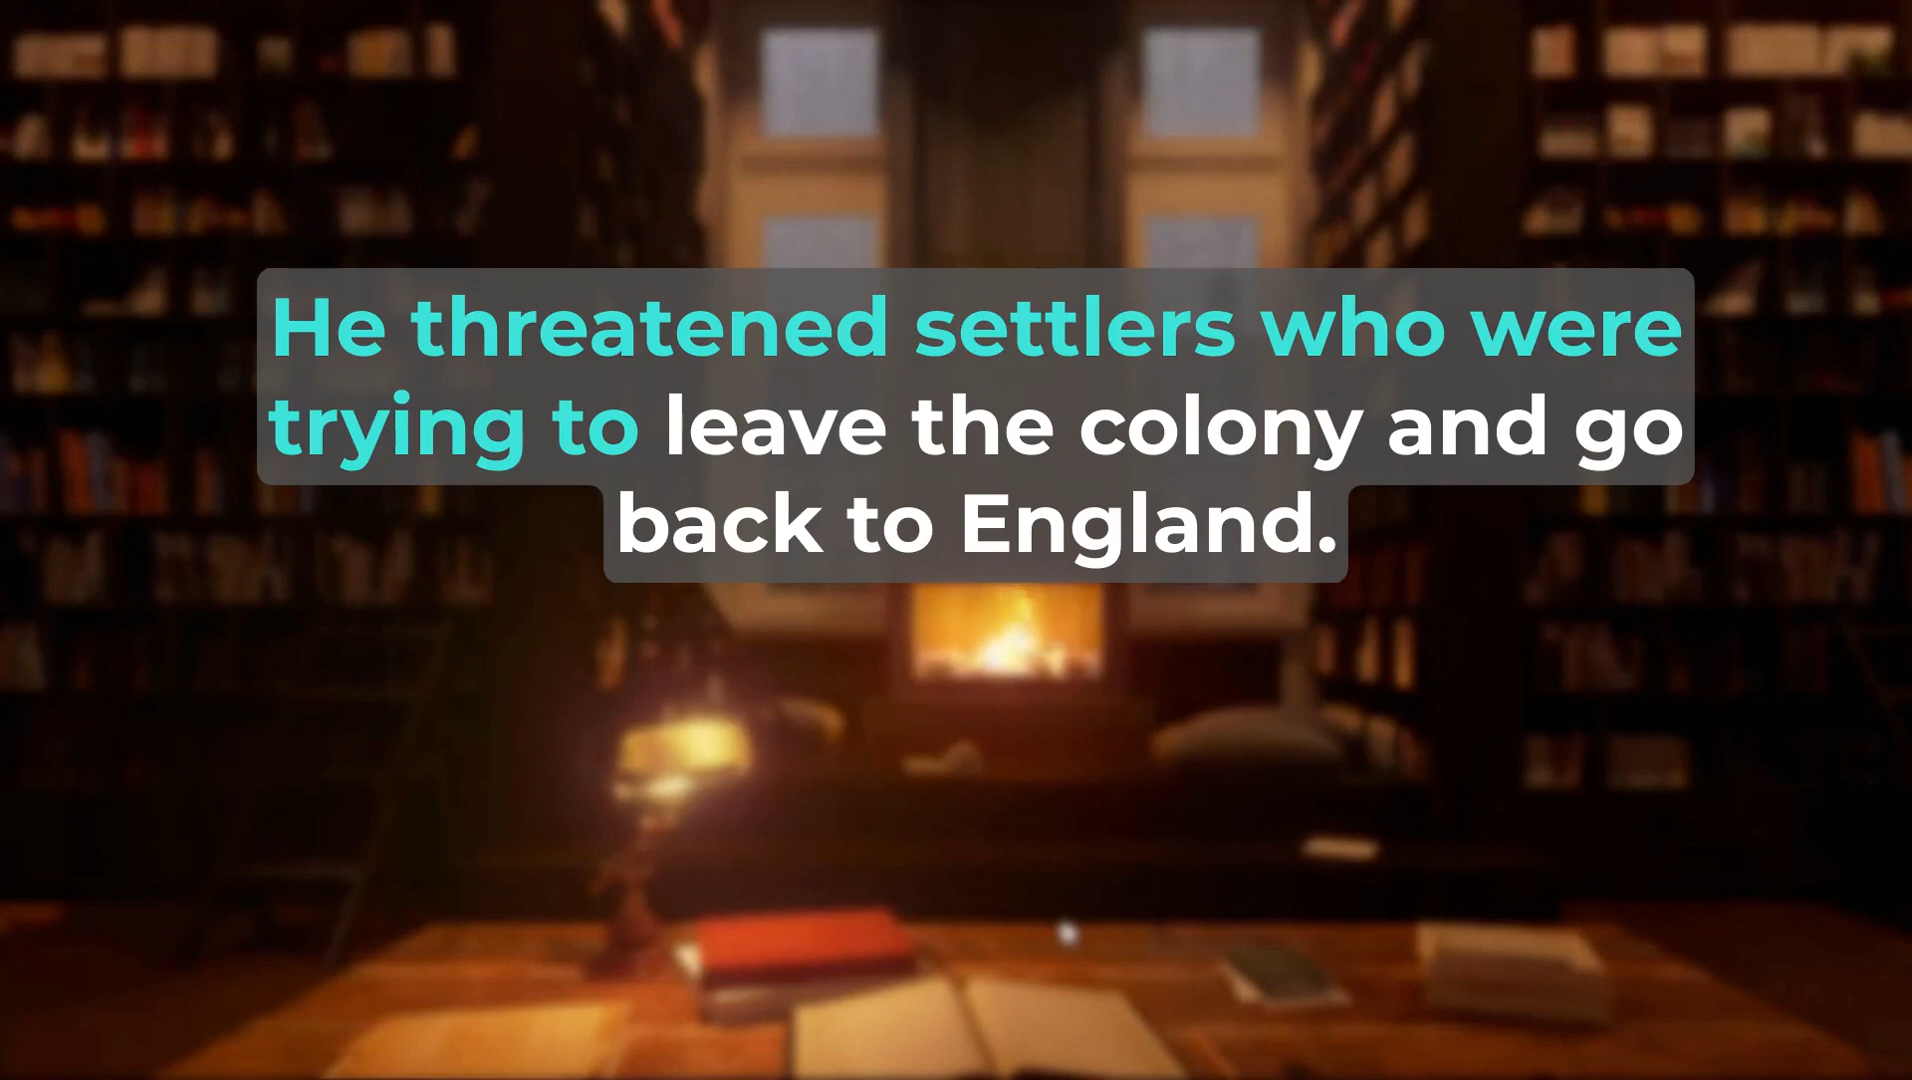 He threatened settlers who were
trying to leave the colony and go
back to England.